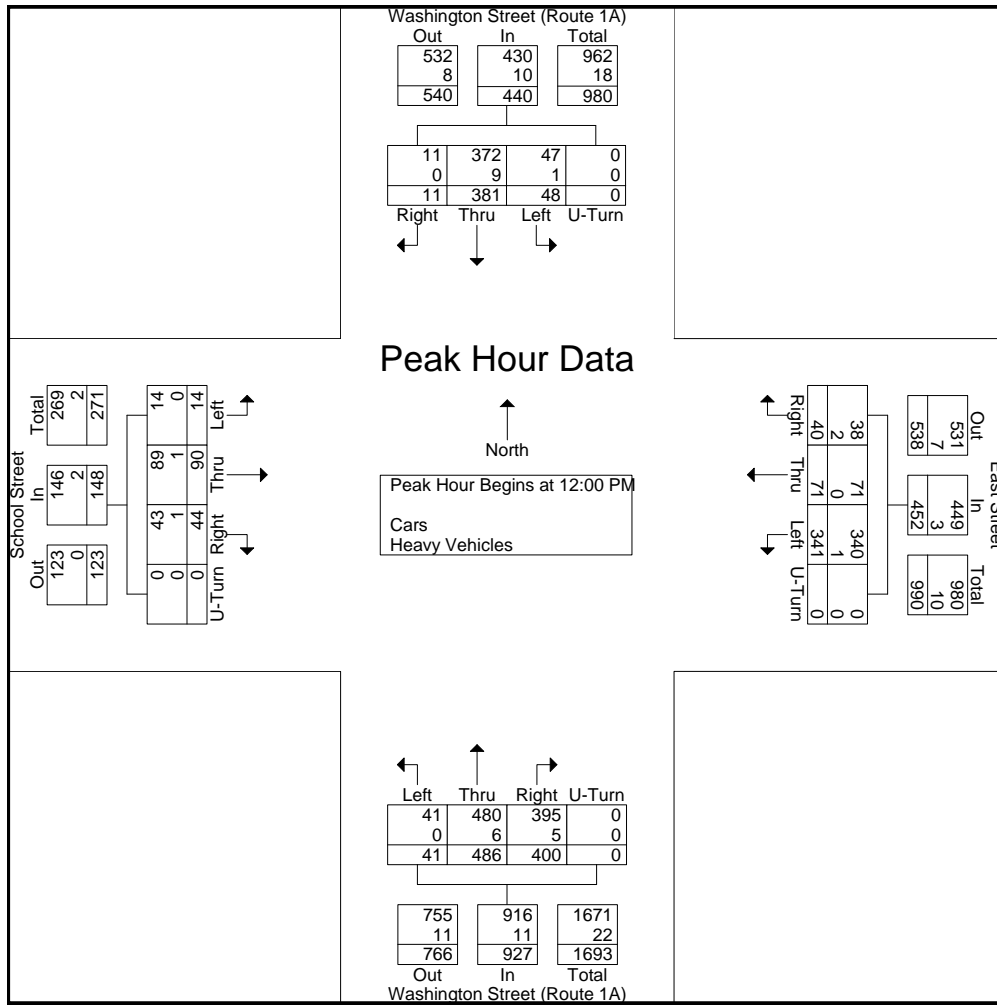 Washington Street (Route 1A)
Out In Total
532 430 962
8 10 18
540 440 980
11 372 47 0
0 9 1 0
11 381 48 0
Right Thru Left U-Turn
Peak Hour Data
North
Peak Hour Begins at 12:00 PM
Cars
Heavy Vehicles
School Street
Total In Out
269 146 123
2 2 0
271 148 123
14 89 43 0
0 1 1 0
14 90 44 0
Left Thru Right U-Turn
East Street
Out In Total
531 449 980
7 3 10
538 452 990
38 71 340 0
2 0 1 0
40 71 341 0
Right Thru Left U-Turn
Left Thru Right U-Turn
41 480 395 0
0 6 5 0
41 486 400 0
755 916 1671
11 11 22
766 927 1693
Out In Total
Washington Street (Route 1A)